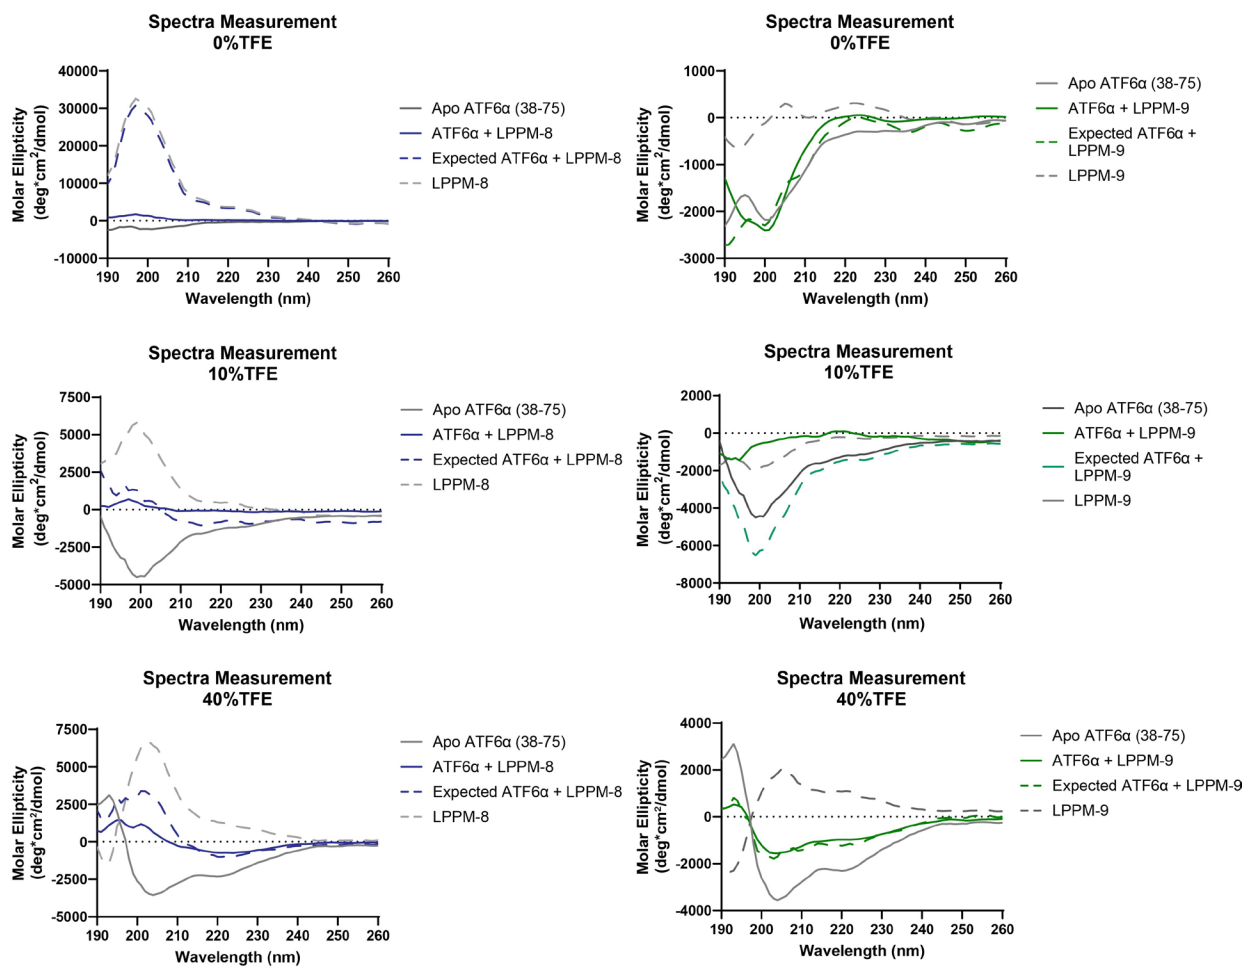 Spectra Measurement
0%TFE
Molar Ellipticity
(deg*cm2/dmol)
40000
30000
20000
10000
0
-10000
190 200 210 220 230 240 250 260
Wavelength (nm)
Apo ATF6α (38-75)
ATF6α + LPPM-8
Expected ATF6α + LPPM-8
LPPM-8
Spectra Measurement
0%TFE
Molar Ellipticity
(deg*cm2/dmol)
1000
0
-1000
-2000
-3000
190 200 210 220 230 240 250 260
Wavelength (nm)
Apo ATF6α (38-75)
ATF6α + LPPM-9
Expected ATF6α +
LPPM-9
LPPM-9
Spectra Measurement
10%TFE
Molar Ellipticity
(deg*cm2/dmol)
7500
5000
2500
0
-2500
-5000
190 200 210 220 230 240 250 260
Wavelength (nm)
Apo ATF6α (38-75)
ATF6α + LPPM-8
Expected ATF6α + LPPM-8
LPPM-8
Spectra Measurement
10%TFE
Molar Ellipticity
(deg*cm2/dmol)
2000
0
-2000
-4000
-6000
-8000
190 200 210 220 230 240 250 260
Wavelength (nm)
Apo ATF6α (38-75)
ATF6α + LPPM-9
Expected ATF6α +
LPPM-9
LPPM-9
Spectra Measurement
40%TFE
Molar Ellipticity
(deg*cm2/dmol)
7500
5000
2500
0
-2500
-5000
190 200 210 220 230 240 250 260
Wavelength (nm)
Apo ATF6α (38-75)
ATF6α + LPPM-8
Expected ATF6α + LPPM-8
LPPM-8
Spectra Measurement
40%TFE
Molar Ellipticity
(deg*cm2/dmol)
4000
2000
0
-2000
-4000
190 200 210 220 230 240 250 260
Wavelength (nm)
Apo ATF6α (38-75)
ATF6α + LPPM-9
Expected ATF6α + LPPM-9
LPPM-9